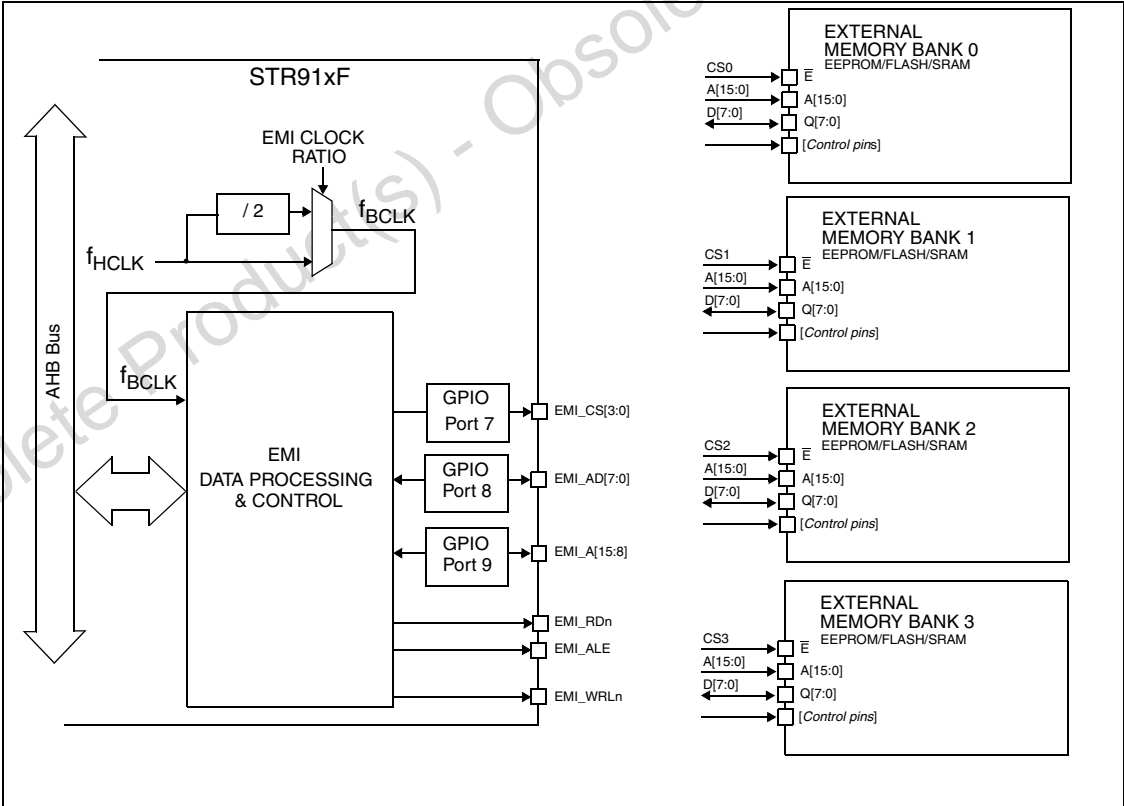 STR91xF
EMI CLOCK
RATIO
/ 2
fBCLK
fHCLK
AHB Bus
fBCLK
EMI
DATA PROCESSING
& CONTROL
GPIO
Port 7
EMI_CS[3:0]
GPIO
Port 8
EMI_AD[7:0]
GPIO
Port 9
EMI_A[15:8]
EMI_RDn
EMI_ALE
EMI_WRLn
EXTERNAL
MEMORY BANK 0
EEPROM/FLASH/SRAM
CS0
E
A[15:0]
A[15:0]
D[7:0]
Q[7:0]
[Control pins]
EXTERNAL
MEMORY BANK 1
EEPROM/FLASH/SRAM
CS1
E
A[15:0]
A[15:0]
D[7:0]
Q[7:0]
[Control pins]
EXTERNAL
MEMORY BANK 2
EEPROM/FLASH/SRAM
CS2
E
A[15:0]
A[15:0]
D[7:0]
Q[7:0]
[Control pins]
EXTERNAL
MEMORY BANK 3
EEPROM/FLASH/SRAM
CS3
E
A[15:0]
A[15:0]
D[7:0]
Q[7:0]
[Control pins]
Product(s) -